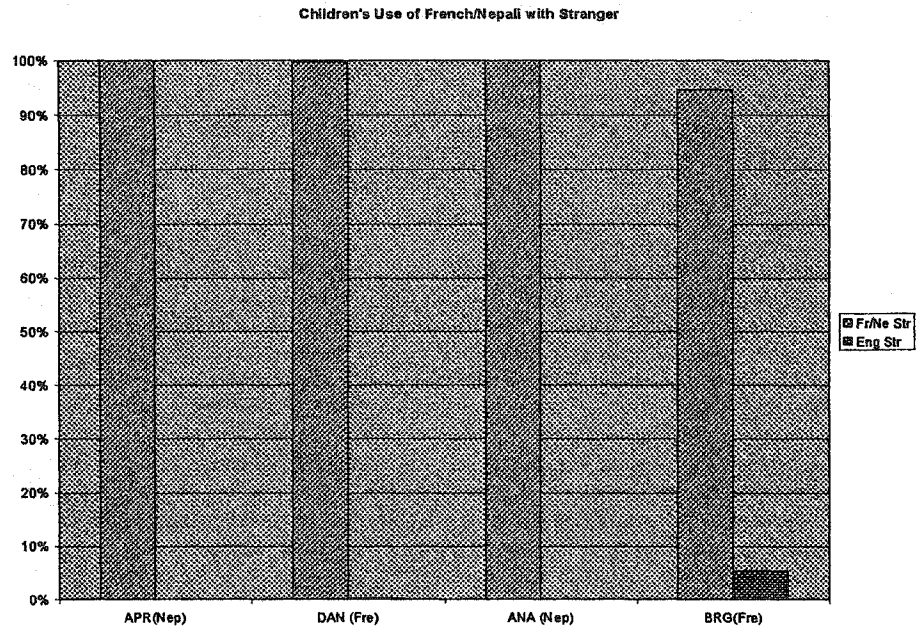 Children's Use of French/Nepali with Stranger
100%
90%
80%
70%
60%
50%
40%
30%
20%
10%
0%
APR(Nep)
DAN (Fre)
ANA (Nep)
BRG(Fre)
Fr/Ne Str
Eng Str